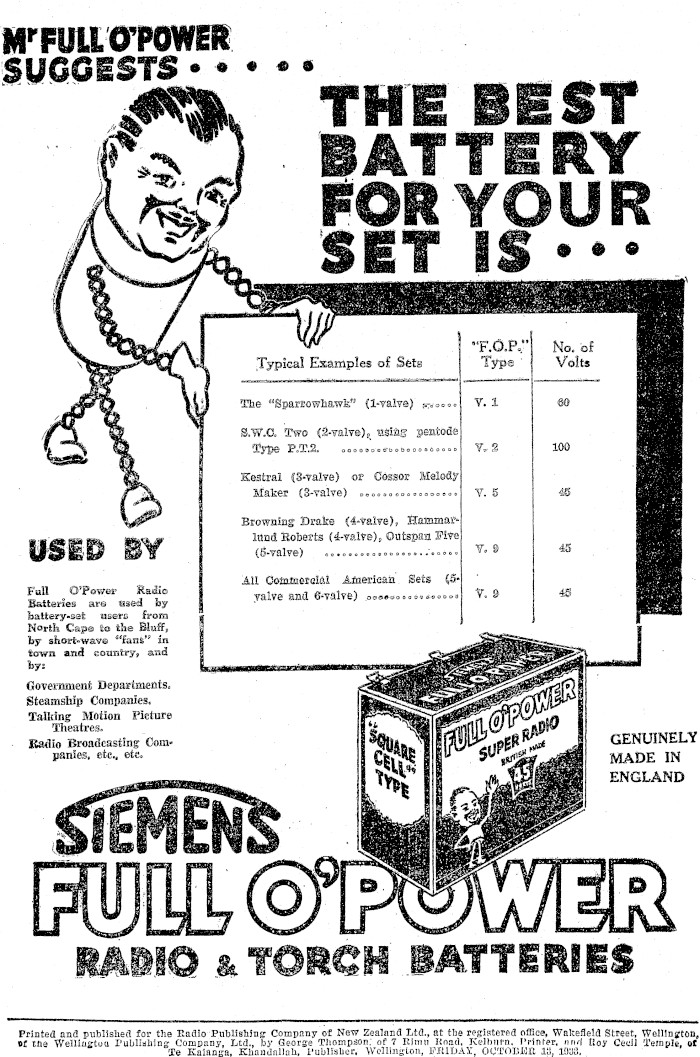 Mr FULL O'POWER
SUGGESTS • • • • •
THE BEST
BATTERY
FOR YOUR
SET IS • • •
Typical Examples of Sets
"F.O.P." Type
No. of Volts
The "Sparrowhawk" (1-valve) ...... V. 1 60
S.W.C. Two (2-valve), using pentode
Type P.T.2. .................... V. 2 100
Kestral (3-valve) or Cossor Melody
Maker (3-valve) ................. V. 5 45
Browning Drake (4-valve), Hammar-
lund Roberts (4-valve), Outspan Five
(5-valve) ....................... V. 9 45
All Commercial American Sets (5-
valve and 6-valve) ................ V. 9 45
USED BY
Full O'Power Radio
Batteries are used by
battery-set users from
North Cape to the Bluff,
by short-wave "fans" in
town and country, and
by:
Government Departments.
Steamship Companies.
Talking Motion Picture
Theatres.
Radio Broadcasting Com-
panies, etc., etc.
FULL O'POWER
"SQUARE
CELL"
TYPE
FULL O'POWER
SUPER RADIO
BRITISH MADE
45
GENUINELY
MADE IN
ENGLAND
SIEMENS
FULL O'POWER
RADIO & TORCH BATTERIES
Printed and published for the Radio Publishing Company of New Zealand Ltd., at the registered office, Wakefield Street, Wellington,
of the Wellington Publishing Company, Ltd., by George Thompson, of 7 Rimu Road, Kelburn, Printer, and Roy Cecil Temple, of
Te Kainga, Khandallah, Publisher, Wellington, FRIDAY, OCTOBER 13, 1933.